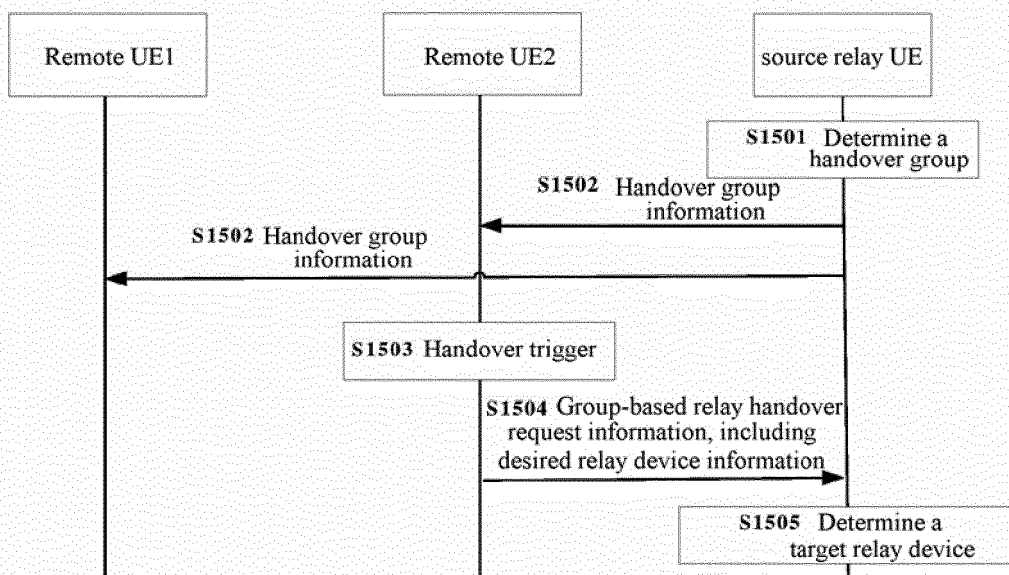 Remote UE1
Remote UE2
source relay UE
S1501 Determine a
handover group
S1502 Handover group
information
S1502 Handover group
information
S1503 Handover trigger
S1504 Group-based relay handover
request information, including
desired relay device information
S1505 Determine a
target relay device